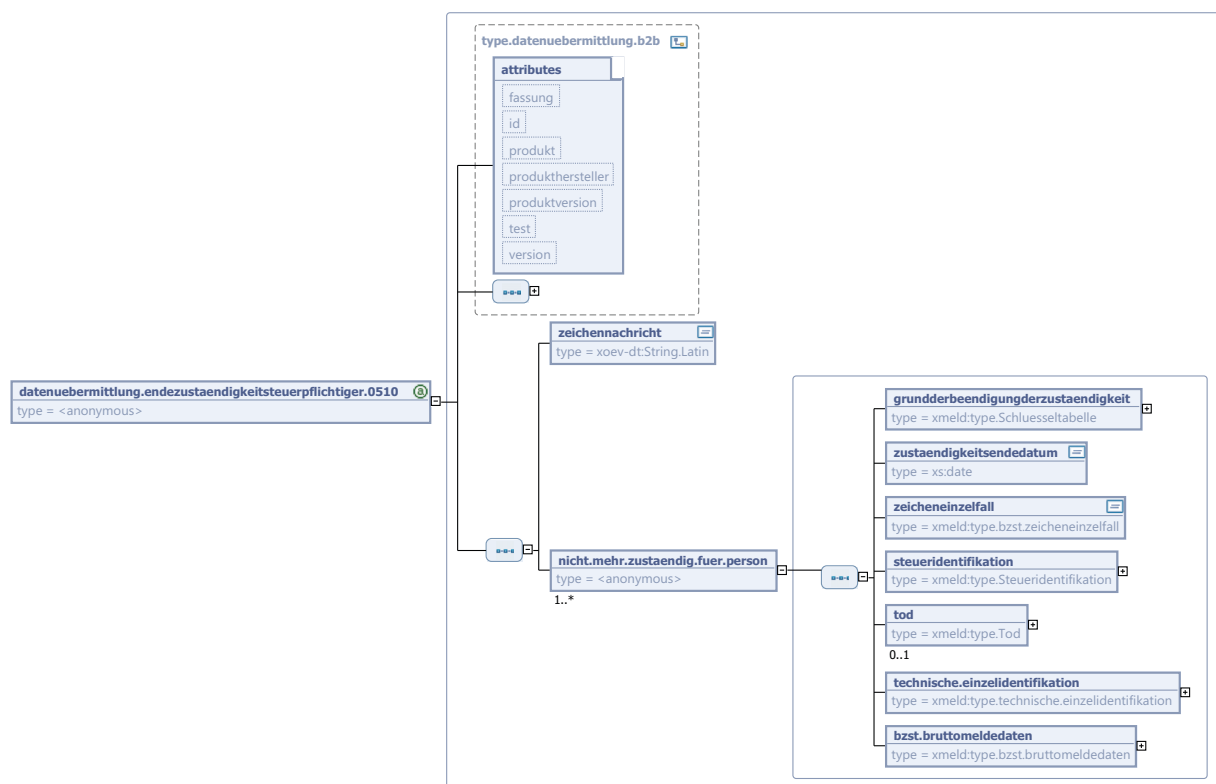 type.datenuebermittlung.b2b
attributes
fassung
id
produkt
produkthersteller
produktversion
test
version
zeichennachricht
type = xoev-dt:String.Latin
datenuebermittlung.endezustaendigkeitsteuerpflichtiger.0510 a
type = <anonymous>
grundderbeendigungderzustaendigkeit
type = xmeld:type.Schluesseltabelle
zustaendigkeitsendedatum
type = xs:date
zeicheneinzelfall
type = xmeld:type.bzst.zeicheneinzelfall
nicht.mehr.zustaendig.fuer.person
type = <anonymous>
1..*
steueridentifikation
type = xmeld:type.Steueridentifikation
tod
type = xmeld:type.Tod
0..1
technische.einzelidentifikation
type = xmeld:type.technische.einzelidentifikation
bzst.bruttomeldedaten
type = xmeld:type.bzst.bruttomeldedaten